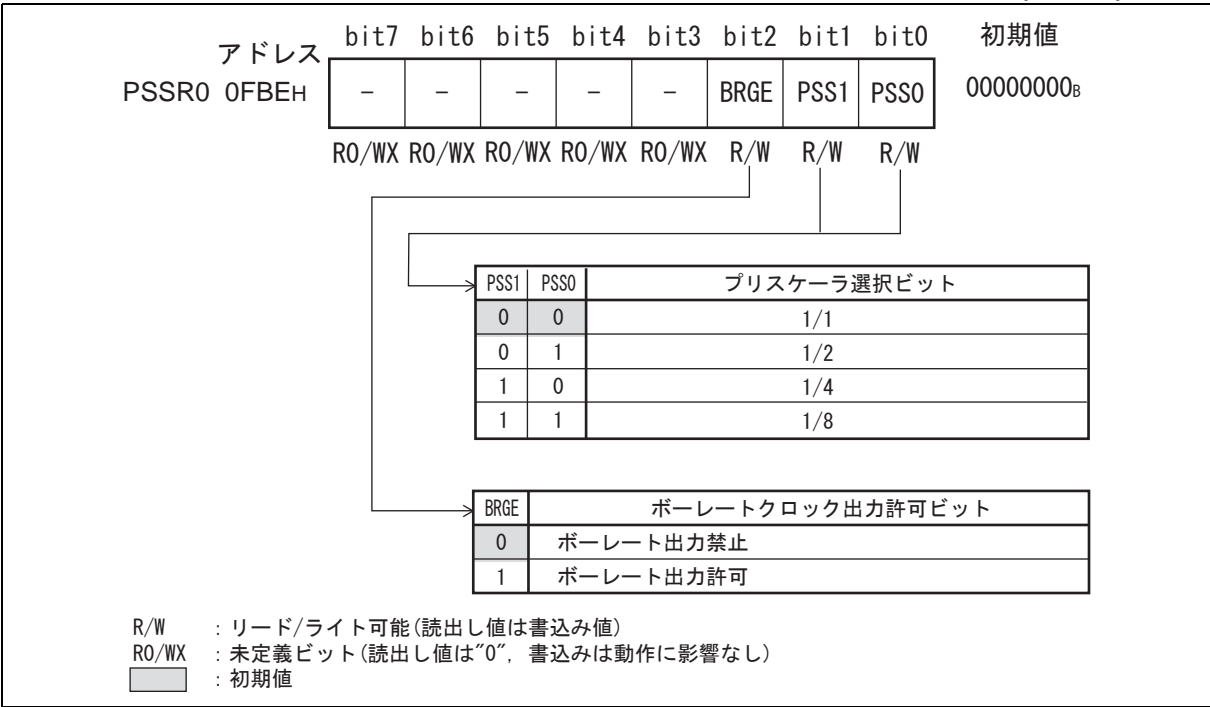 アドレス bit7 bit6 bit5 bit4 bit3 bit2 bit1 bit0 初期値
PSSR0 0FBEH - - - - - BRGE PSS1 PSS0 00000000B
R0/WX R0/WX R0/WX R0/WX R0/WX R/W R/W R/W
PSS1 PSS0 プリスケーラ選択ビット
0 0 1/1
0 1 1/2
1 0 1/4
1 1 1/8
BRGE ボーレートクロック出力許可ビット
0 ボーレート出力禁止
1 ボーレート出力許可
R/W :リード/ライト可能(読出し値は書込み値)
R0/WX :未定義ビット(読出し値は"0", 書込みは動作に影響なし)
:初期値